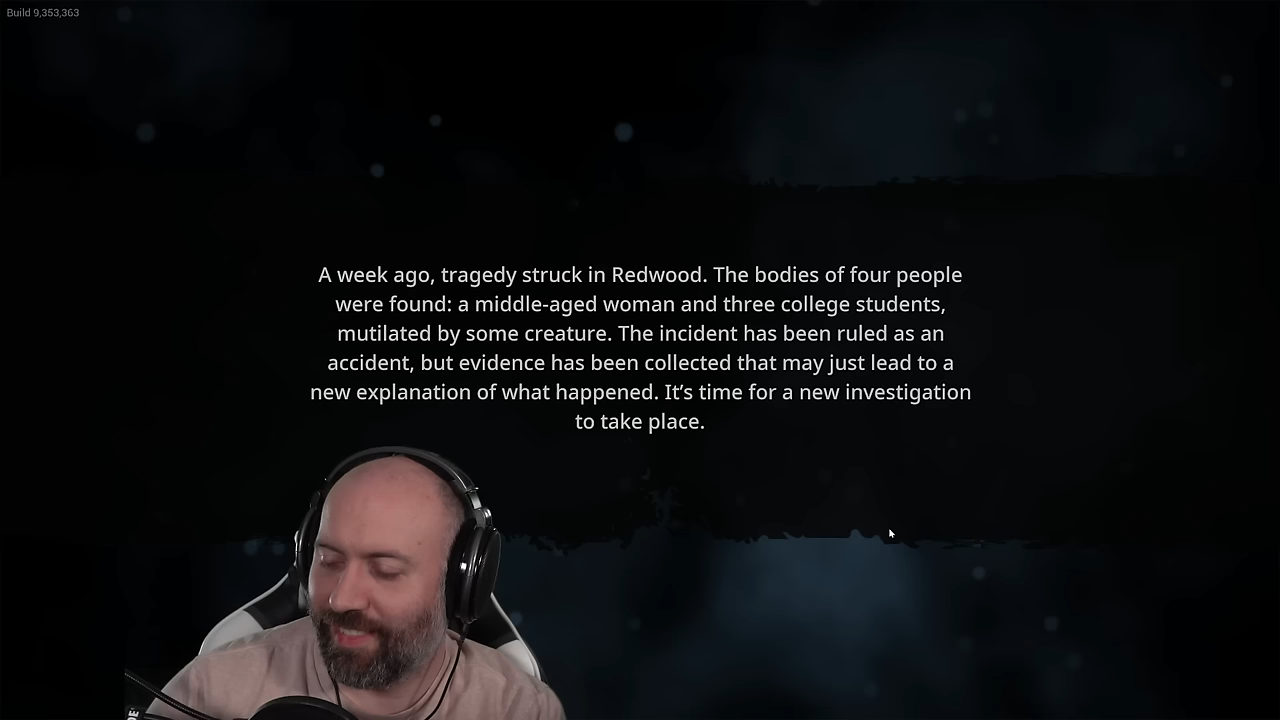 Build 9,353,363
A week ago, tragedy struck in Redwood. The bodies of four people
were found: a middle-aged woman and three college students,
mutilated by some creature. The incident has been ruled as an
accident, but evidence has been collected that may just lead to a
new explanation of what happened. It’s time for a new investigation
to take place.